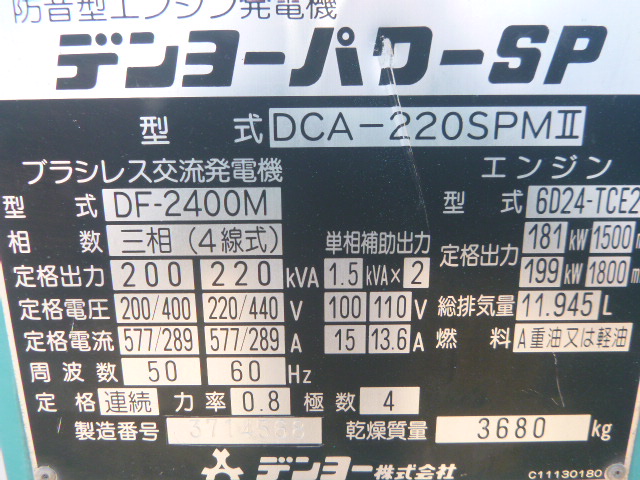 防音型エンジン発電機
デンヨーパワーSP
型 式 DCA-220SPMⅡ
ブラシレス交流発電機
型 式 DF-2400M
相 数 三相(4線式) 単相補助出力
定格出力 200 220 kVA 1.5 kVA×2
定格電圧 200/400 220/440 V 100 110 V
定格電流 577/289 577/289 A 15 13.6 A
周波数 50 60 Hz
定格 連続 力率 0.8 極数 4
エンジン
型 式 6D24-TCE2
定格出力 181 kW 1500
199 kW 1800
総排気量 11.945 L
燃 料 A重油又は軽油
製造番号
乾燥質量 3680 kg
デンヨー株式会社
C11130180